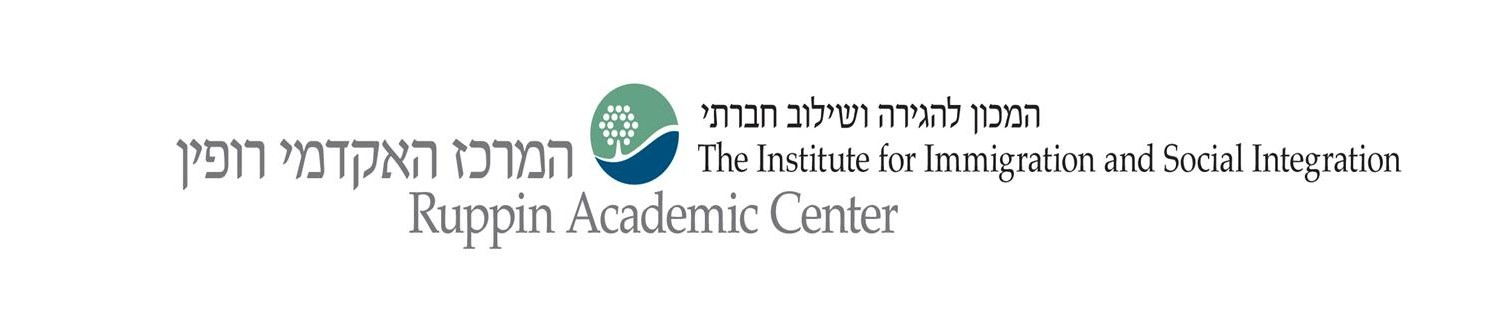 המכון להגירה ושילוב חברתי
The Institute for Immigration and Social Integration
המרכז האקדמי רופין
Ruppin Academic Center